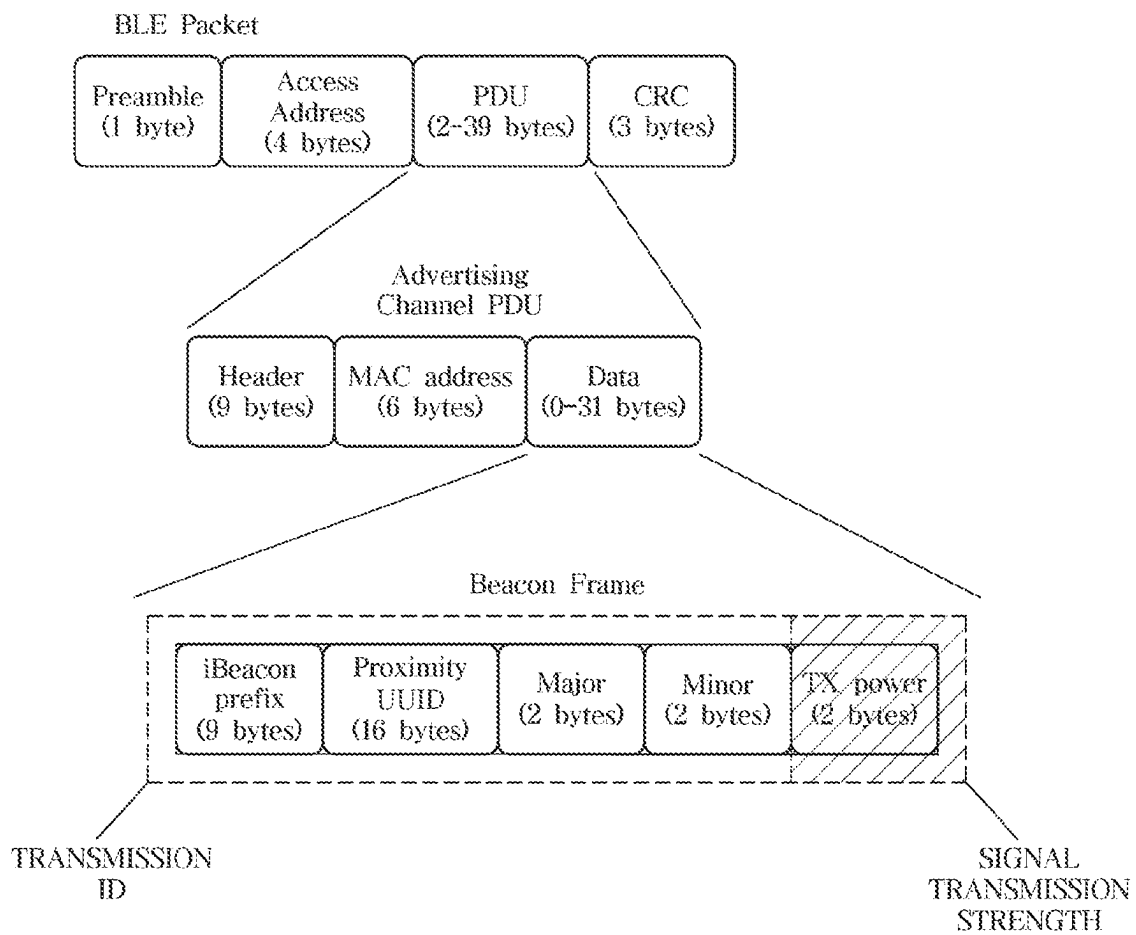 BLE Packet
Preamble
(1 byte)
Access
Address
(4 bytes)
PDU
(2-39 bytes)
CRC
(3 bytes)
Advertising
Channel PDU
Header
(9 bytes)
MAC address
(6 bytes)
Data
(0-31 bytes)
Beacon Frame
iBeacon
prefix
(9 bytes)
Proximity
UUID
(16 bytes)
Major
(2 bytes)
Minor
(2 bytes)
TX power
(2 bytes)
TRANSMISSION
ID
SIGNAL
TRANSMISSION
STRENGTH